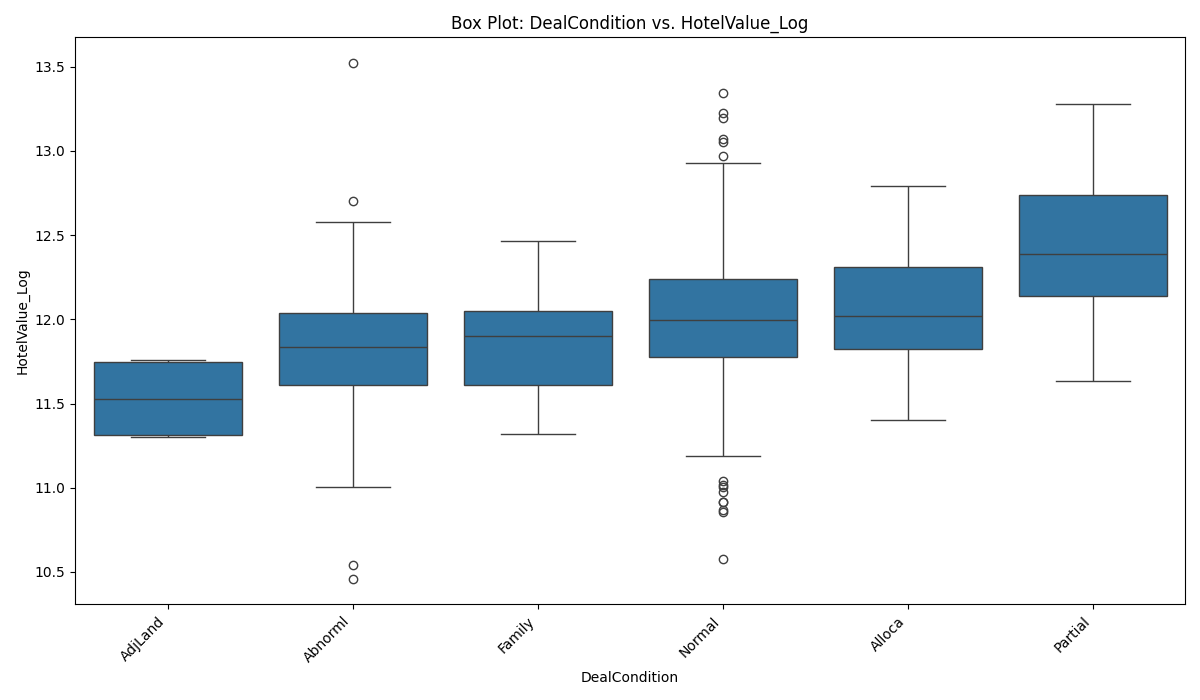 Box Plot: DealCondition vs. HotelValue_Log
HotelValue_Log
13.5
13.0
12.5
12.0
11.5
11.0
10.5
AdjLand
Abnorml
Family
Normal
Alloca
Partial
DealCondition